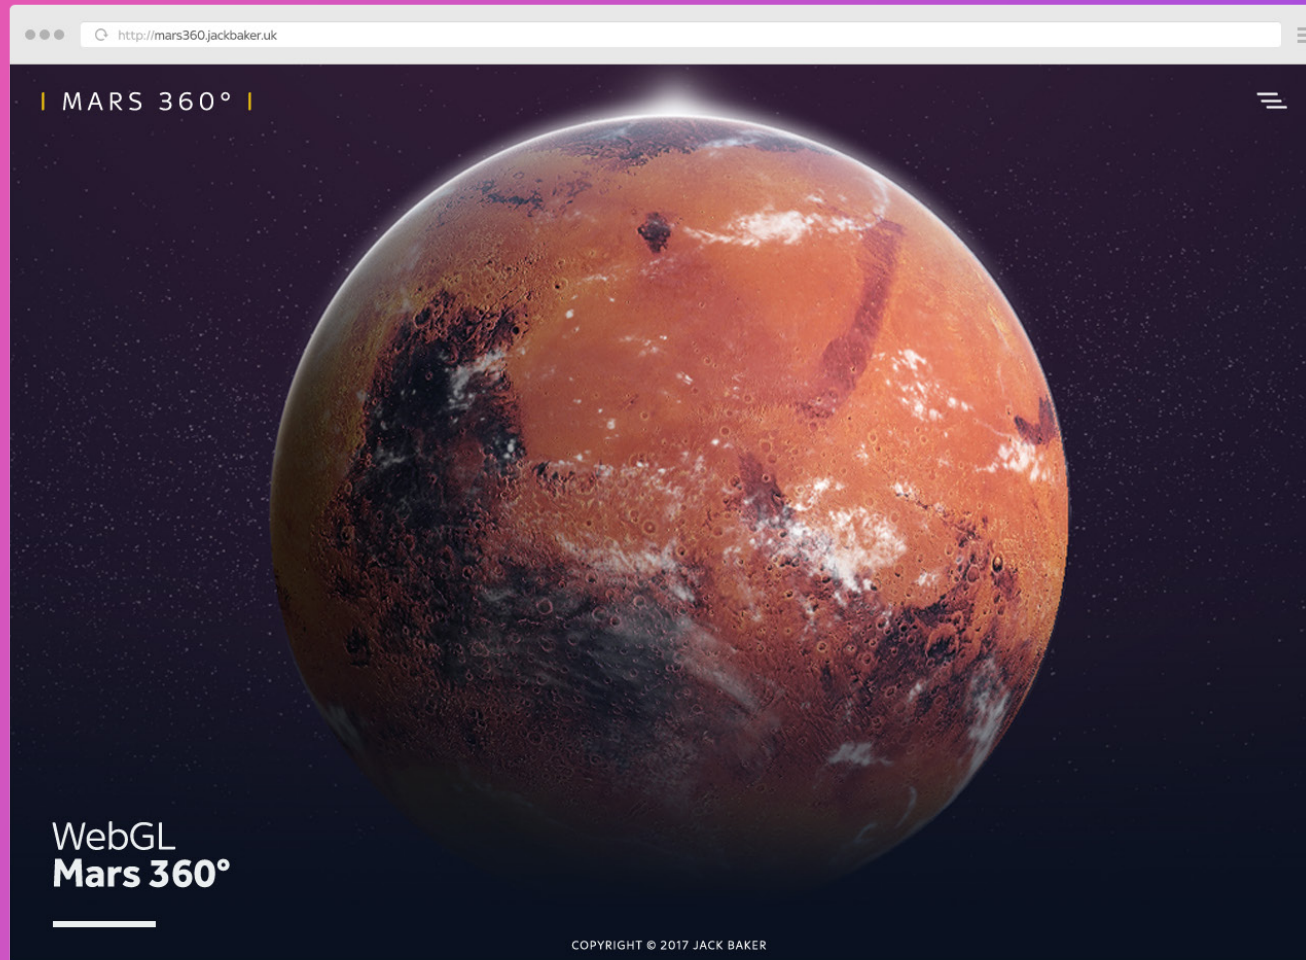 http://mars360.jackbaker.uk
| MARS 360° |
WebGL
Mars 360°
COPYRIGHT © 2017 JACK BAKER